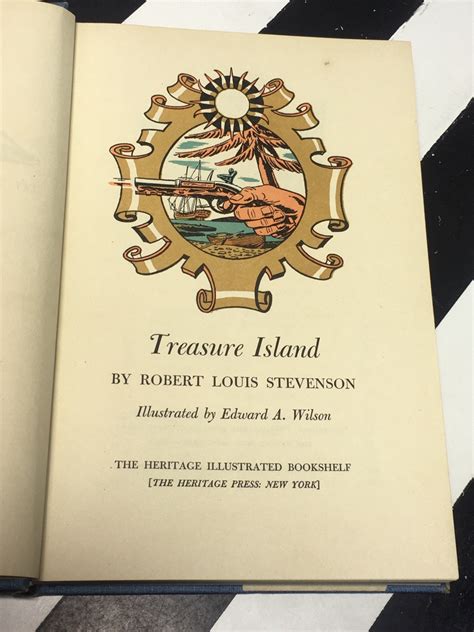 Treasure Island
BY ROBERT LOUIS STEVENSON
Illustrated by Edward A. Wilson
THE HERITAGE ILLUSTRATED BOOKSHELF
[THE HERITAGE PRESS: NEW YORK]